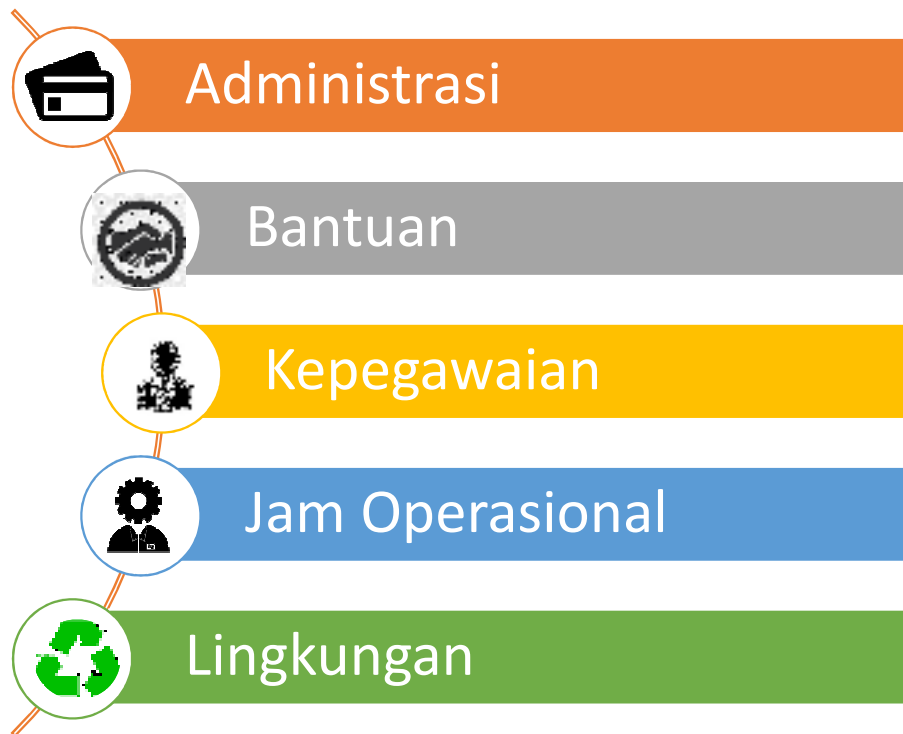 Administrasi
Bantuan
Kepegawaian
Jam Operasional
Lingkungan